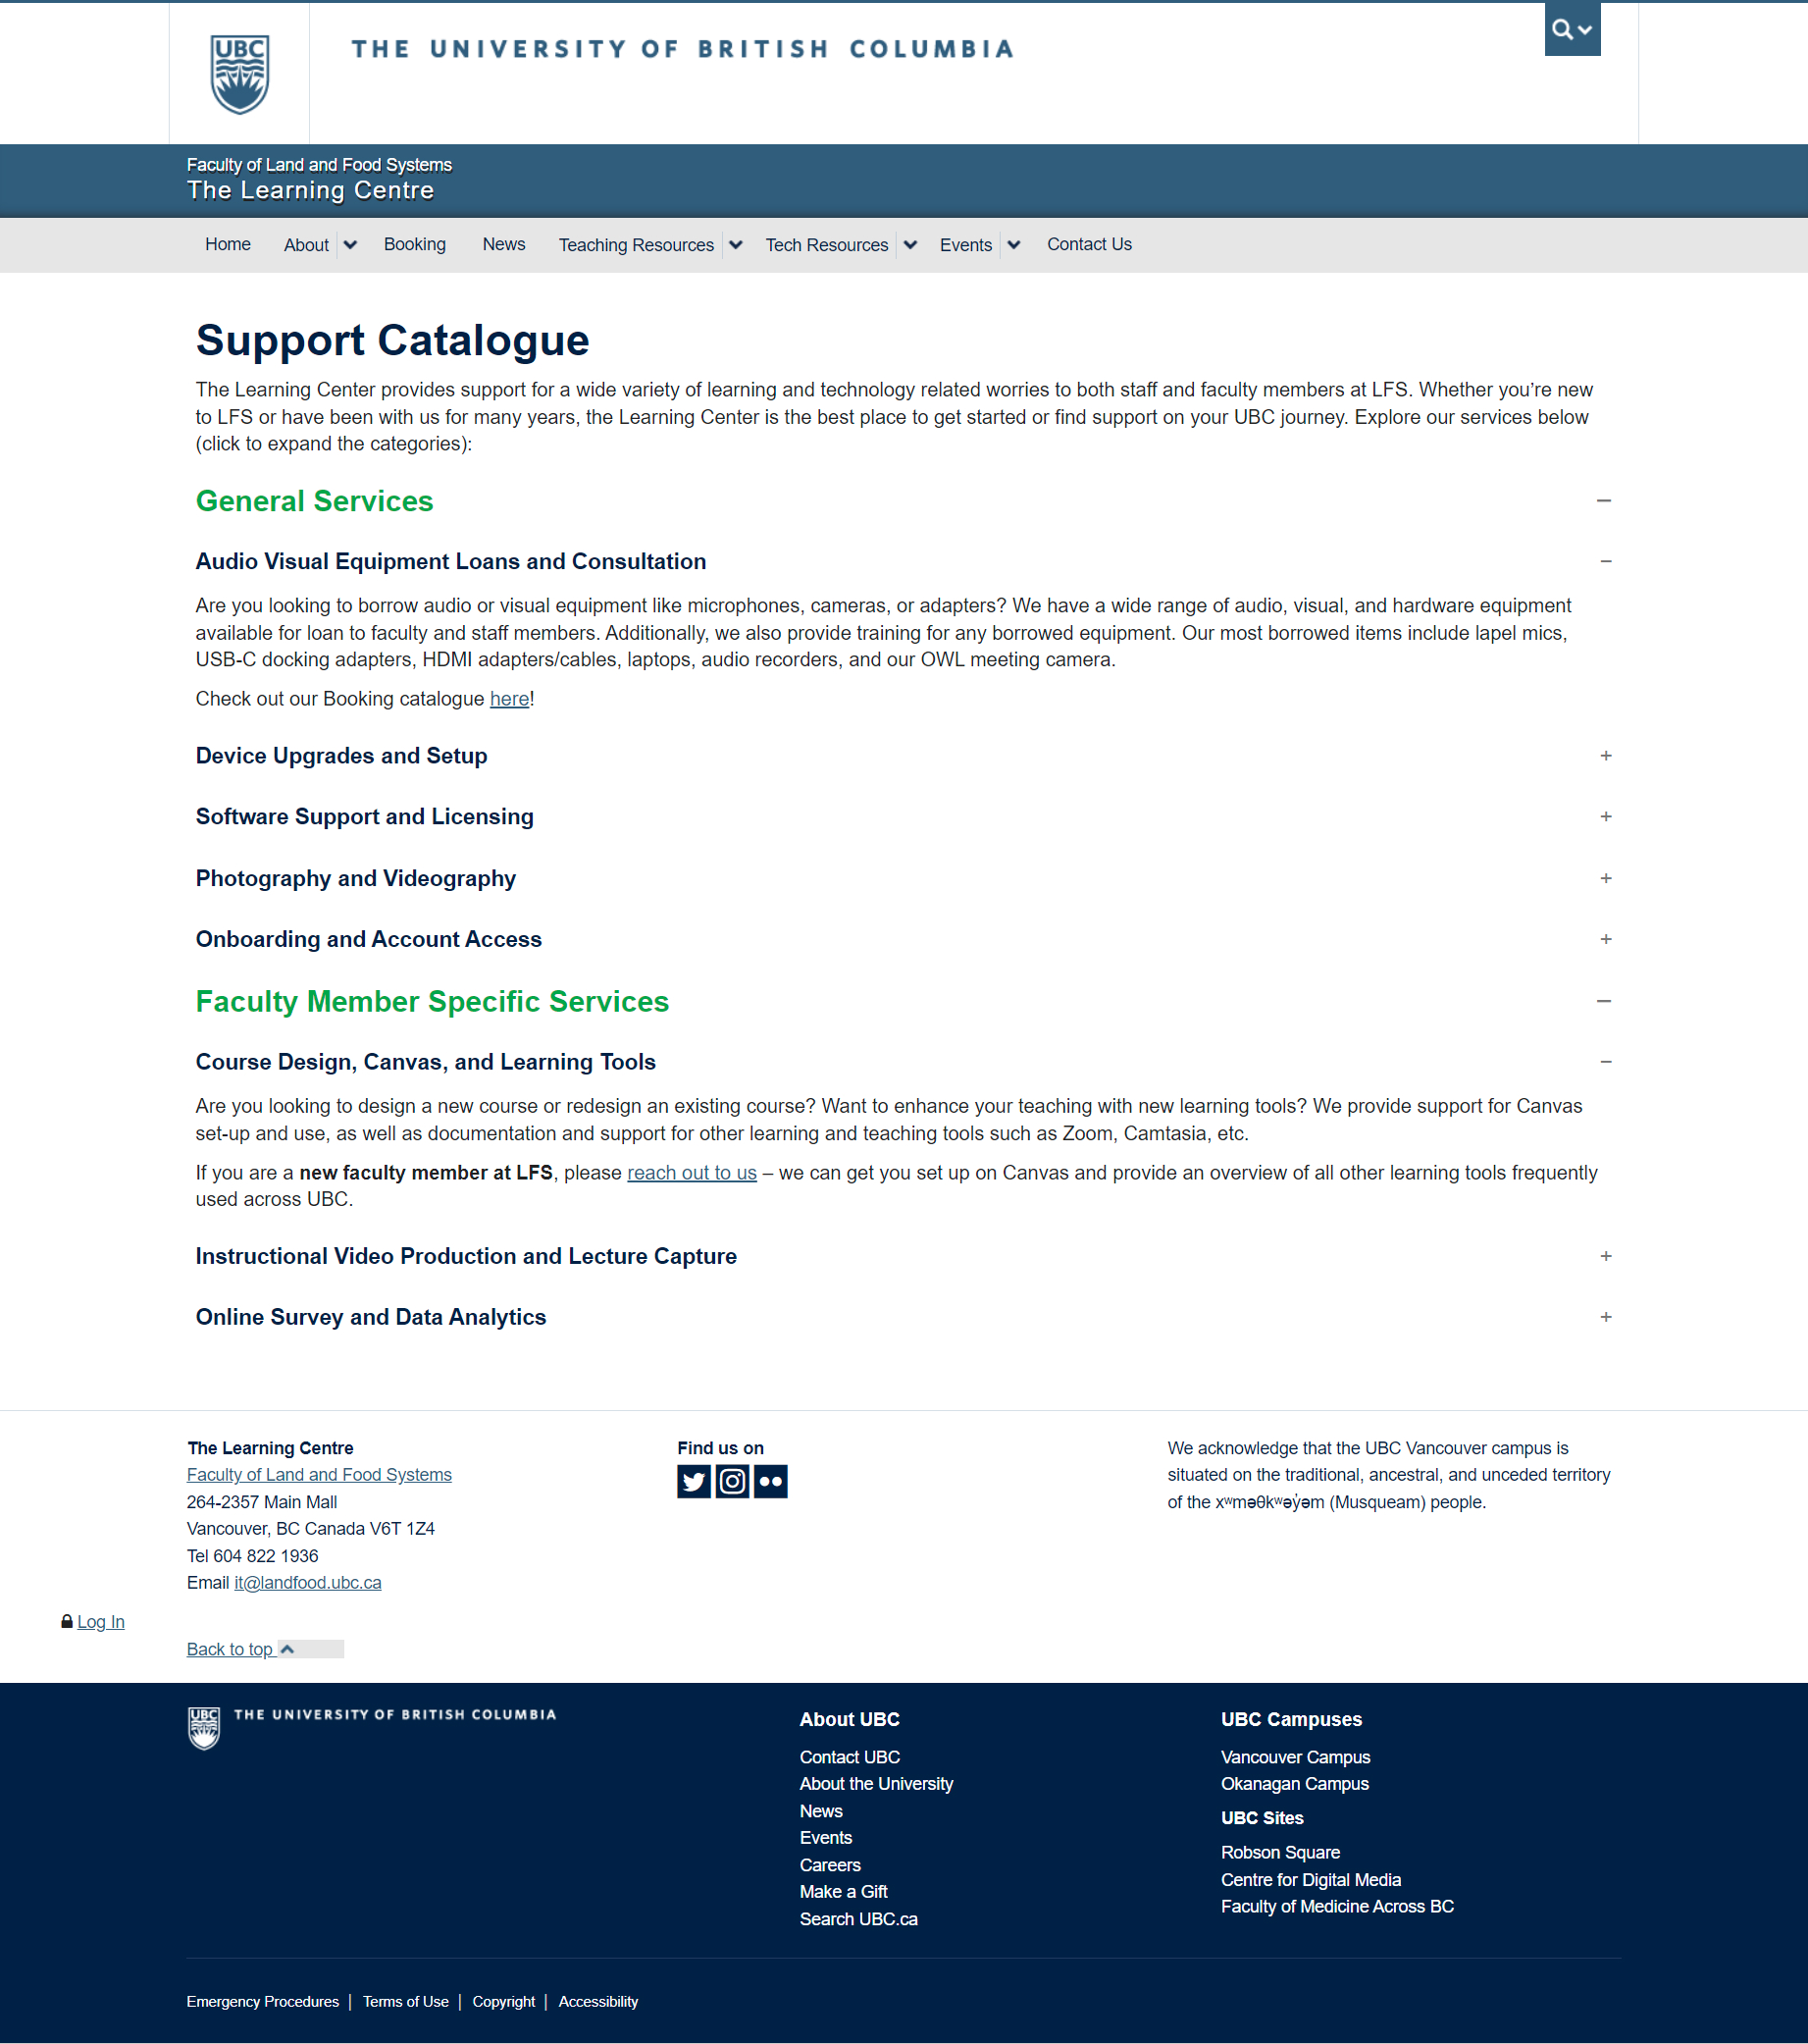 UBC
THE UNIVERSITY OF BRITISH COLUMBIA
Faculty of Land and Food Systems
The Learning Centre
Home About Booking News Teaching Resources Tech Resources Events Contact Us
Support Catalogue
The Learning Center provides support for a wide variety of learning and technology related worries to both staff and faculty members at LFS. Whether you’re new
to LFS or have been with us for many years, the Learning Center is the best place to get started or find support on your UBC journey. Explore our services below
(click to expand the categories):
General Services −
Audio Visual Equipment Loans and Consultation −
Are you looking to borrow audio or visual equipment like microphones, cameras, or adapters? We have a wide range of audio, visual, and hardware equipment
available for loan to faculty and staff members. Additionally, we also provide training for any borrowed equipment. Our most borrowed items include lapel mics,
USB-C docking adapters, HDMI adapters/cables, laptops, audio recorders, and our OWL meeting camera.
Check out our Booking catalogue here!
Device Upgrades and Setup +
Software Support and Licensing +
Photography and Videography +
Onboarding and Account Access +
Faculty Member Specific Services −
Course Design, Canvas, and Learning Tools −
Are you looking to design a new course or redesign an existing course? Want to enhance your teaching with new learning tools? We provide support for Canvas
set-up and use, as well as documentation and support for other learning and teaching tools such as Zoom, Camtasia, etc.
If you are a new faculty member at LFS, please reach out to us – we can get you set up on Canvas and provide an overview of all other learning tools frequently
used across UBC.
Instructional Video Production and Lecture Capture +
Online Survey and Data Analytics +
The Learning Centre
Faculty of Land and Food Systems
264-2357 Main Mall
Vancouver, BC Canada V6T 1Z4
Tel 604 822 1936
Email it@landfood.ubc.ca
Find us on
We acknowledge that the UBC Vancouver campus is
situated on the traditional, ancestral, and unceded territory
of the xʷməθkʷəy̓əm (Musqueam) people.
Log In
Back to top
UBC
THE UNIVERSITY OF BRITISH COLUMBIA
About UBC
Contact UBC
About the University
News
Events
Careers
Make a Gift
Search UBC.ca
UBC Campuses
Vancouver Campus
Okanagan Campus
UBC Sites
Robson Square
Centre for Digital Media
Faculty of Medicine Across BC
Emergency Procedures | Terms of Use | Copyright | Accessibility